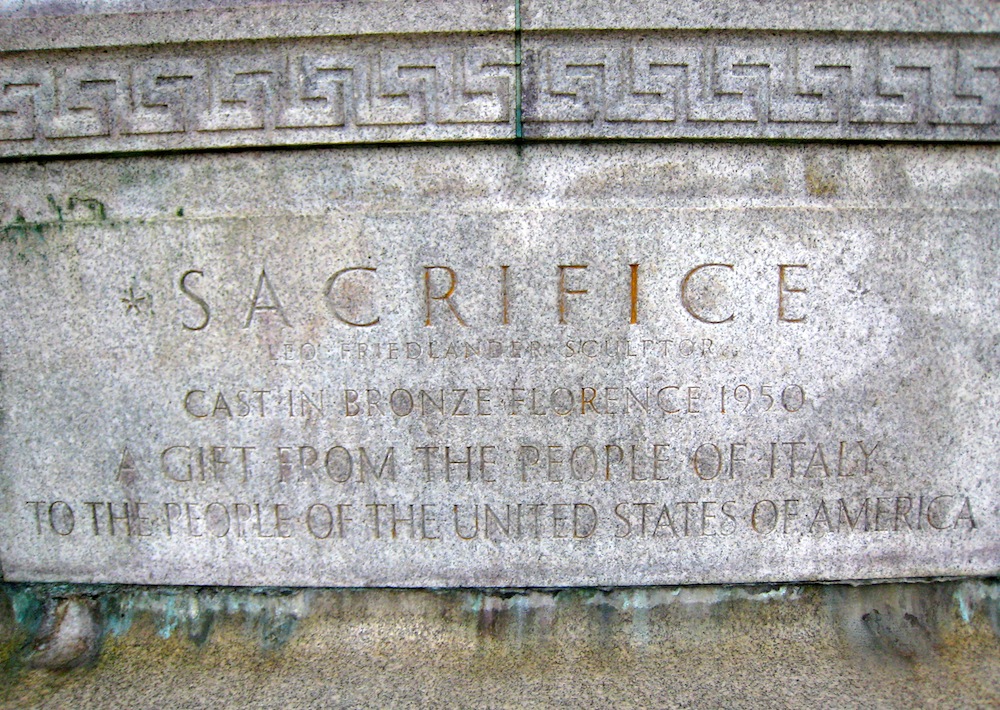 * SACRIFICE *
LEO FRIEDLANDER SCULPTOR
CAST IN BRONZE FLORENCE 1950
A GIFT FROM THE PEOPLE OF ITALY
TO THE PEOPLE OF THE UNITED STATES OF AMERICA